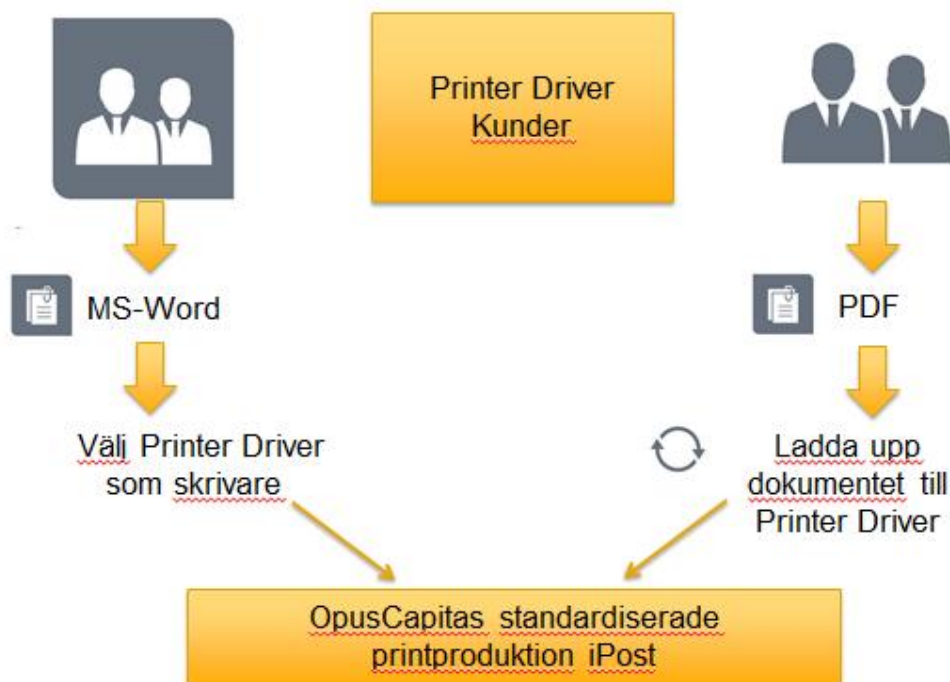 Printer Driver
Kunder
MS-Word
PDF
Välj Printer Driver
som skrivare
Ladda upp
dokumentet till
Printer Driver
OpusCapitas standardiserade
printproduktion iPost